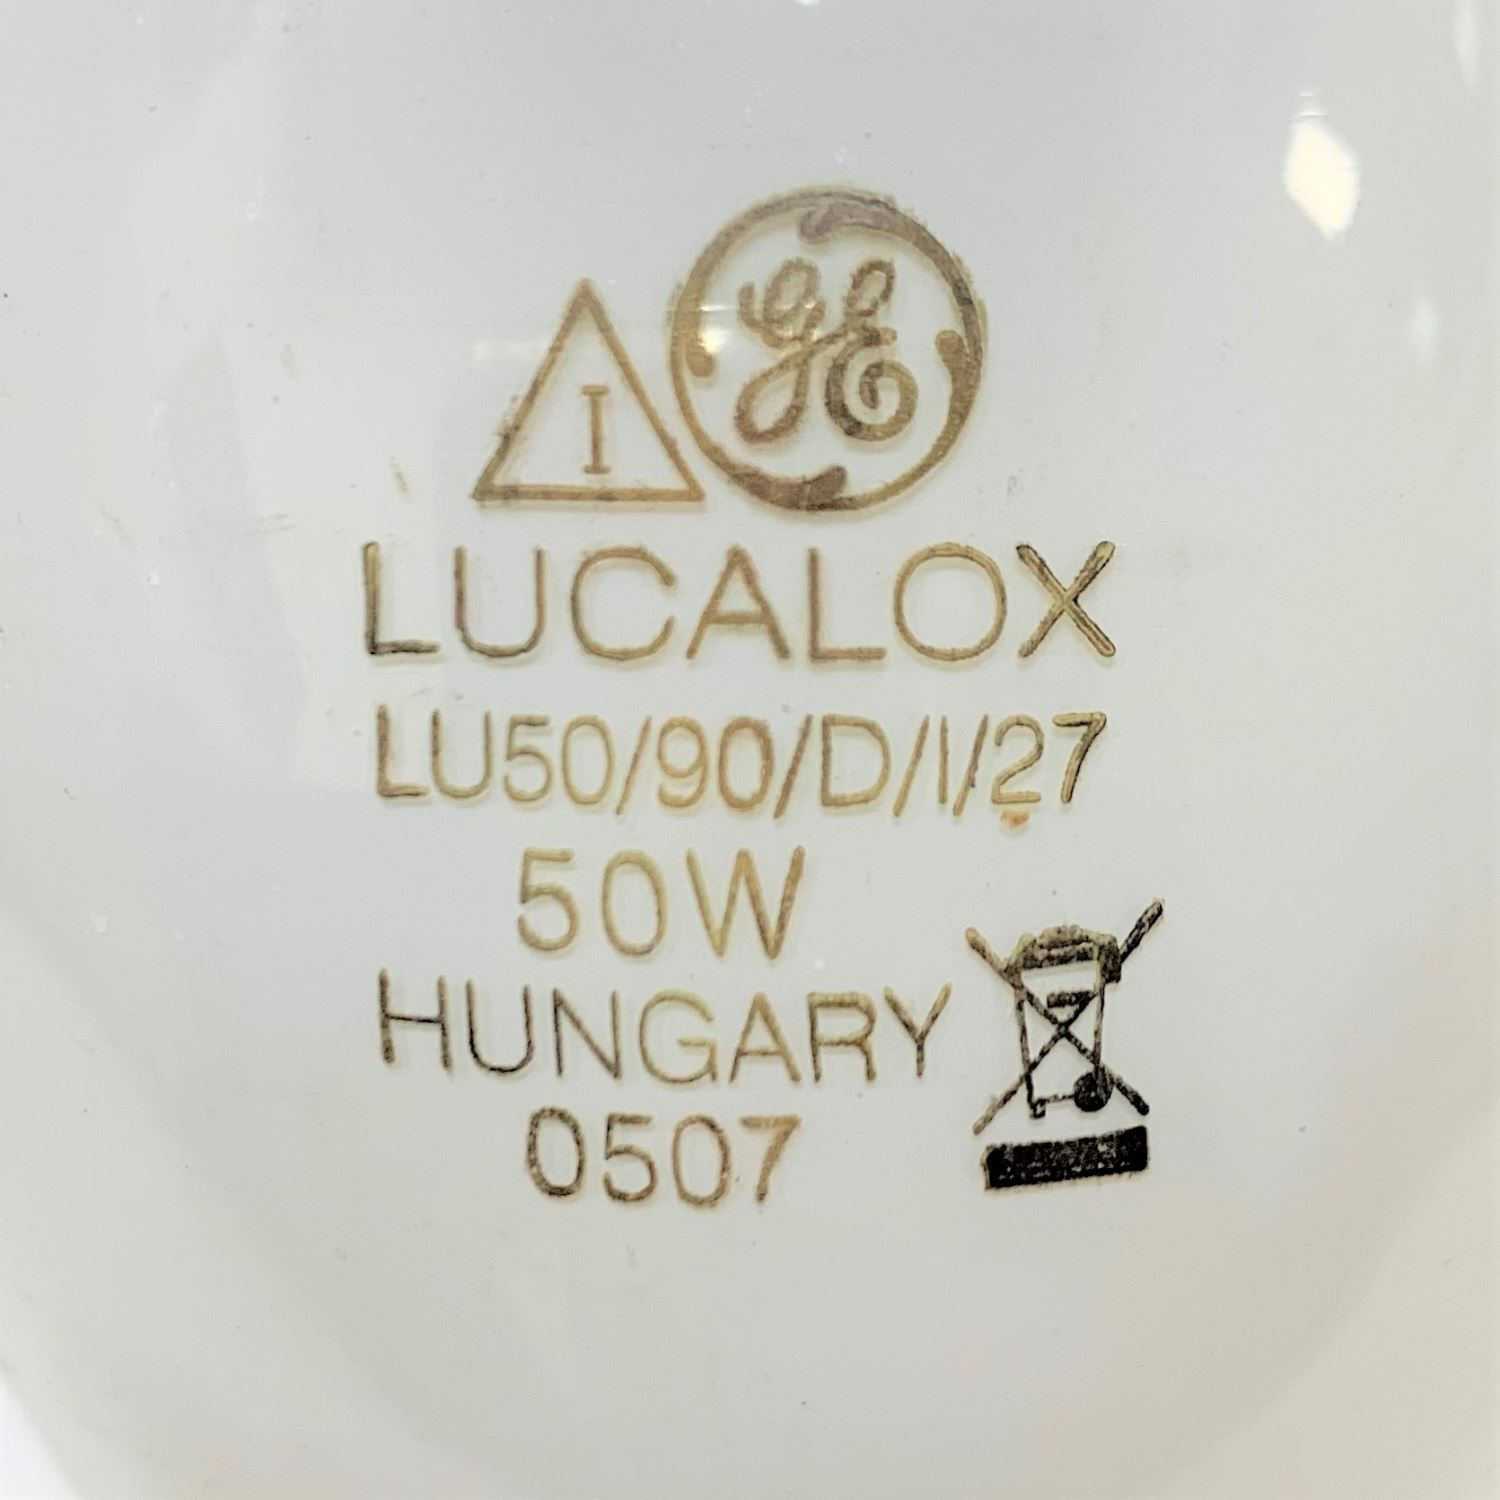 I GE
LUCALOX
LU50/90/D/I/27
50W
HUNGARY
0507